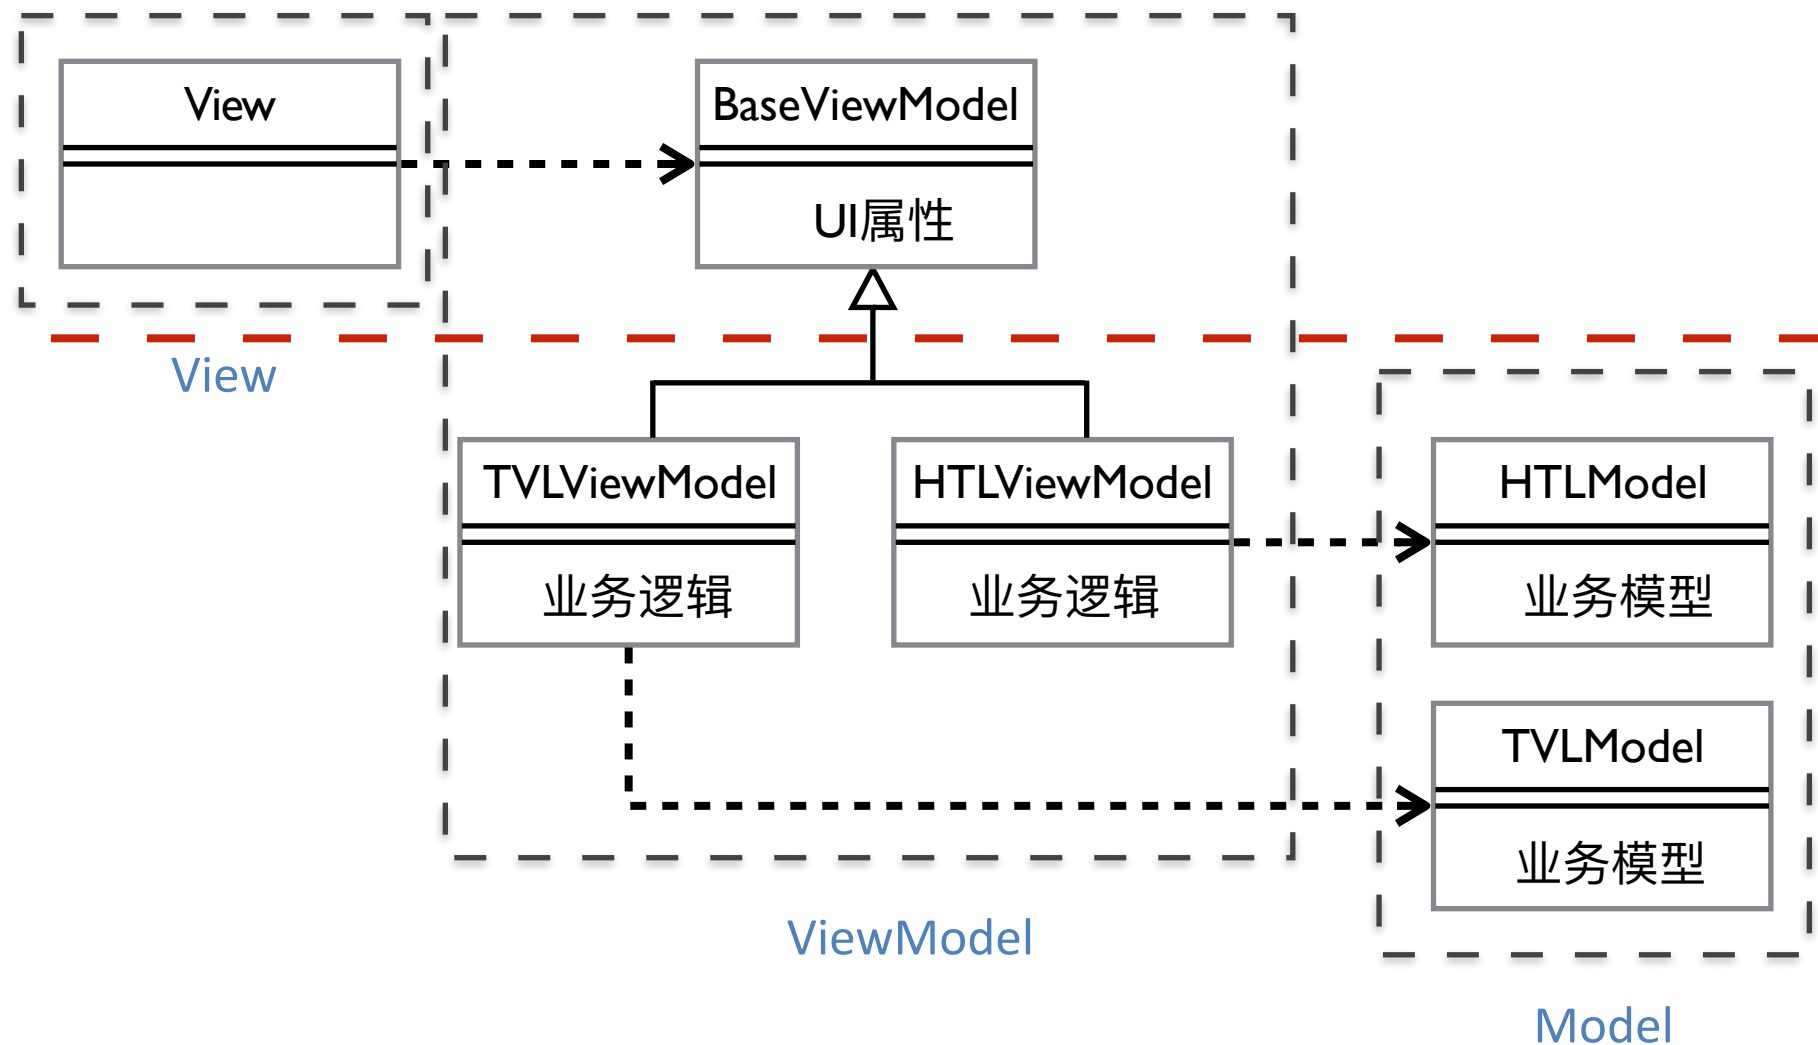 View
BaseViewModel
UI属性
View
TVLViewModel
HTLViewModel
HTLModel
业务逻辑
业务逻辑
业务模型
TVLModel
业务模型
ViewModel
Model